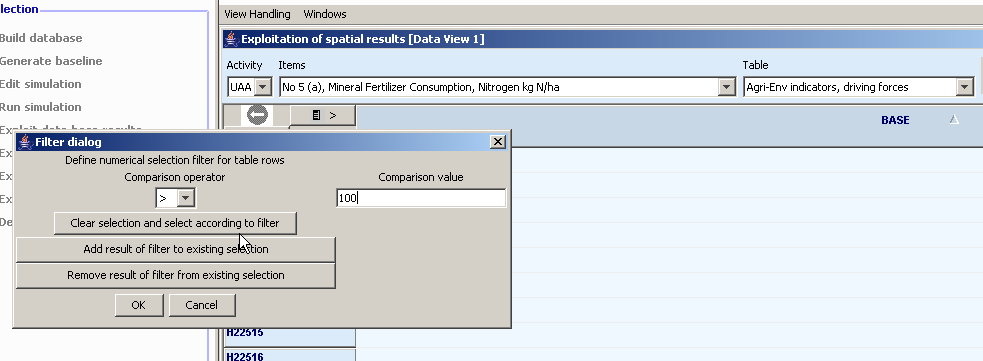 lection
Build database
Generate baseline
Edit simulation
Run simulation
Exploit data base results
Ex
Ex
Ex
De
View Handling Windows
Exploitation of spatial results [Data View 1]
Activity Items Table
UAA No 5 (a), Mineral Fertilizer Consumption, Nitrogen kg N/ha Agri-Env indicators, driving forces
>
BASE
Filter dialog
Define numerical selection filter for table rows
Comparison operator Comparison value
> 100
Clear selection and select according to filter
Add result of filter to existing selection
Remove result of filter from existing selection
OK Cancel
H22515
H22516